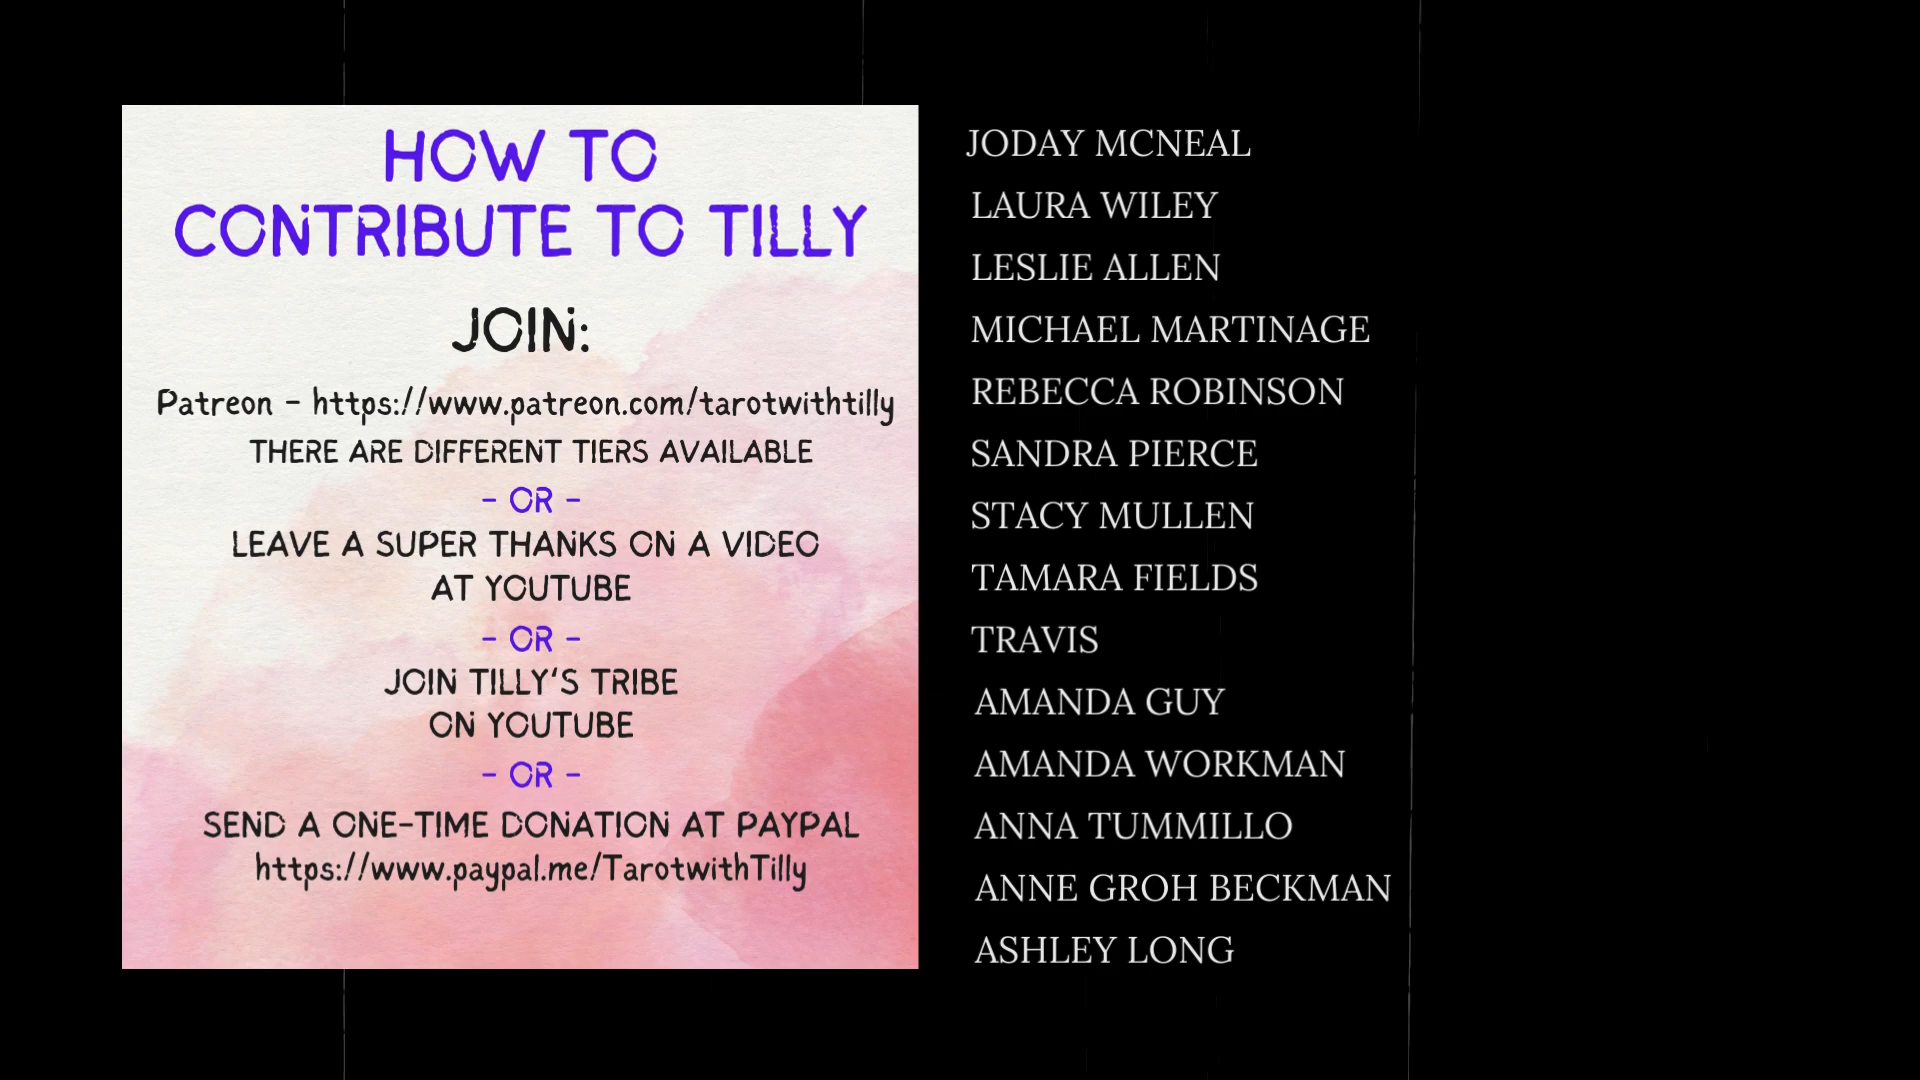 HOW TO
CONTRIBUTE TO TILLY
JOIN:
Patreon - https://www.patreon.com/tarotwithtilly
THERE ARE DIFFERENT TIERS AVAILABLE
- OR -
LEAVE A SUPER THANKS ON A VIDEO
AT YOUTUBE
- OR -
JOIN TILLY'S TRIBE
ON YOUTUBE
- OR -
SEND A ONE-TIME DONATION AT PAYPAL
https://www.paypal.me/TarotwithTilly
JODAY MCNEAL
LAURA WILEY
LESLIE ALLEN
MICHAEL MARTINAGE
REBECCA ROBINSON
SANDRA PIERCE
STACY MULLEN
TAMARA FIELDS
TRAVIS
AMANDA GUY
AMANDA WORKMAN
ANNA TUMMILLO
ANNE GROH BECKMAN
ASHLEY LONG